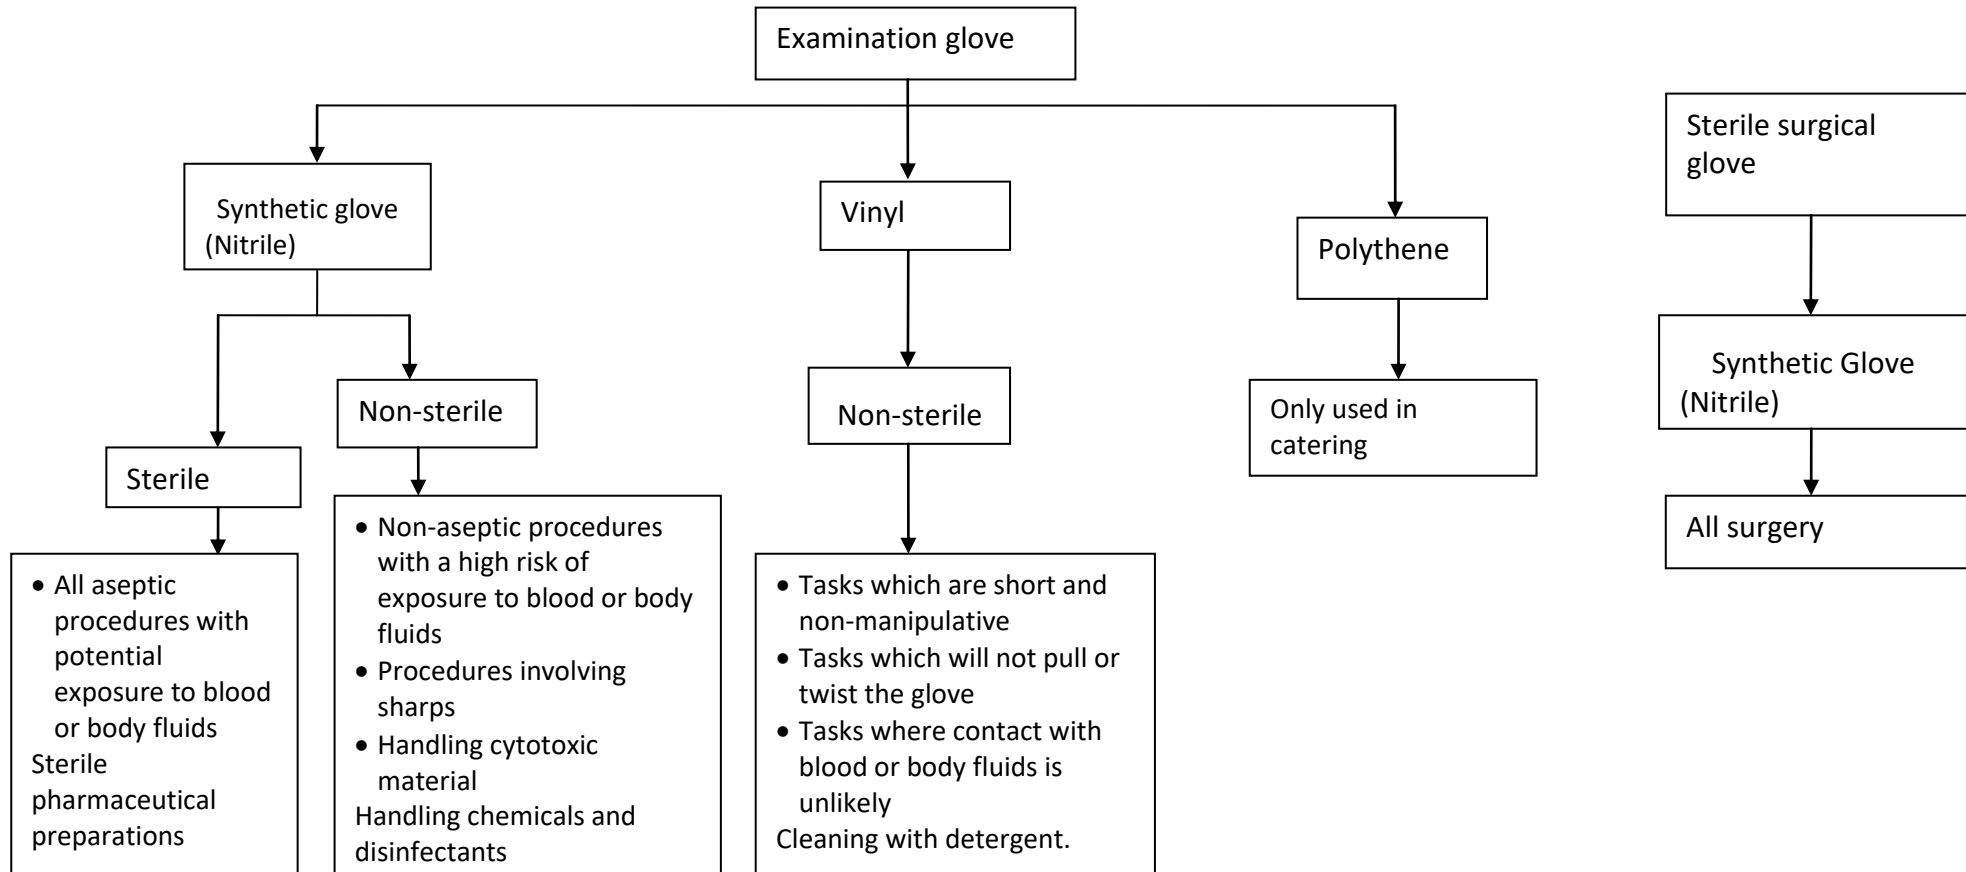 Examination glove
Sterile surgical
glove
Synthetic glove
(Nitrile)
Vinyl
Polythene
Synthetic Glove
(Nitrile)
Non-sterile
Non-sterile
Only used in
catering
Sterile
All surgery
• All aseptic
procedures with
potential
exposure to blood
or body fluids
Sterile
pharmaceutical
preparations
• Non-aseptic procedures
with a high risk of
exposure to blood or body
fluids
• Procedures involving
sharps
• Handling cytotoxic
material
Handling chemicals and
disinfectants
• Tasks which are short and
non-manipulative
• Tasks which will not pull or
twist the glove
• Tasks where contact with
blood or body fluids is
unlikely
Cleaning with detergent.